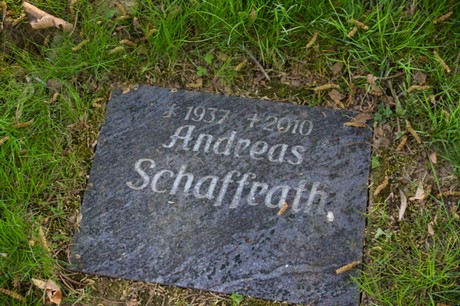 * 1937 † 2010
Andreas
Schaffrath